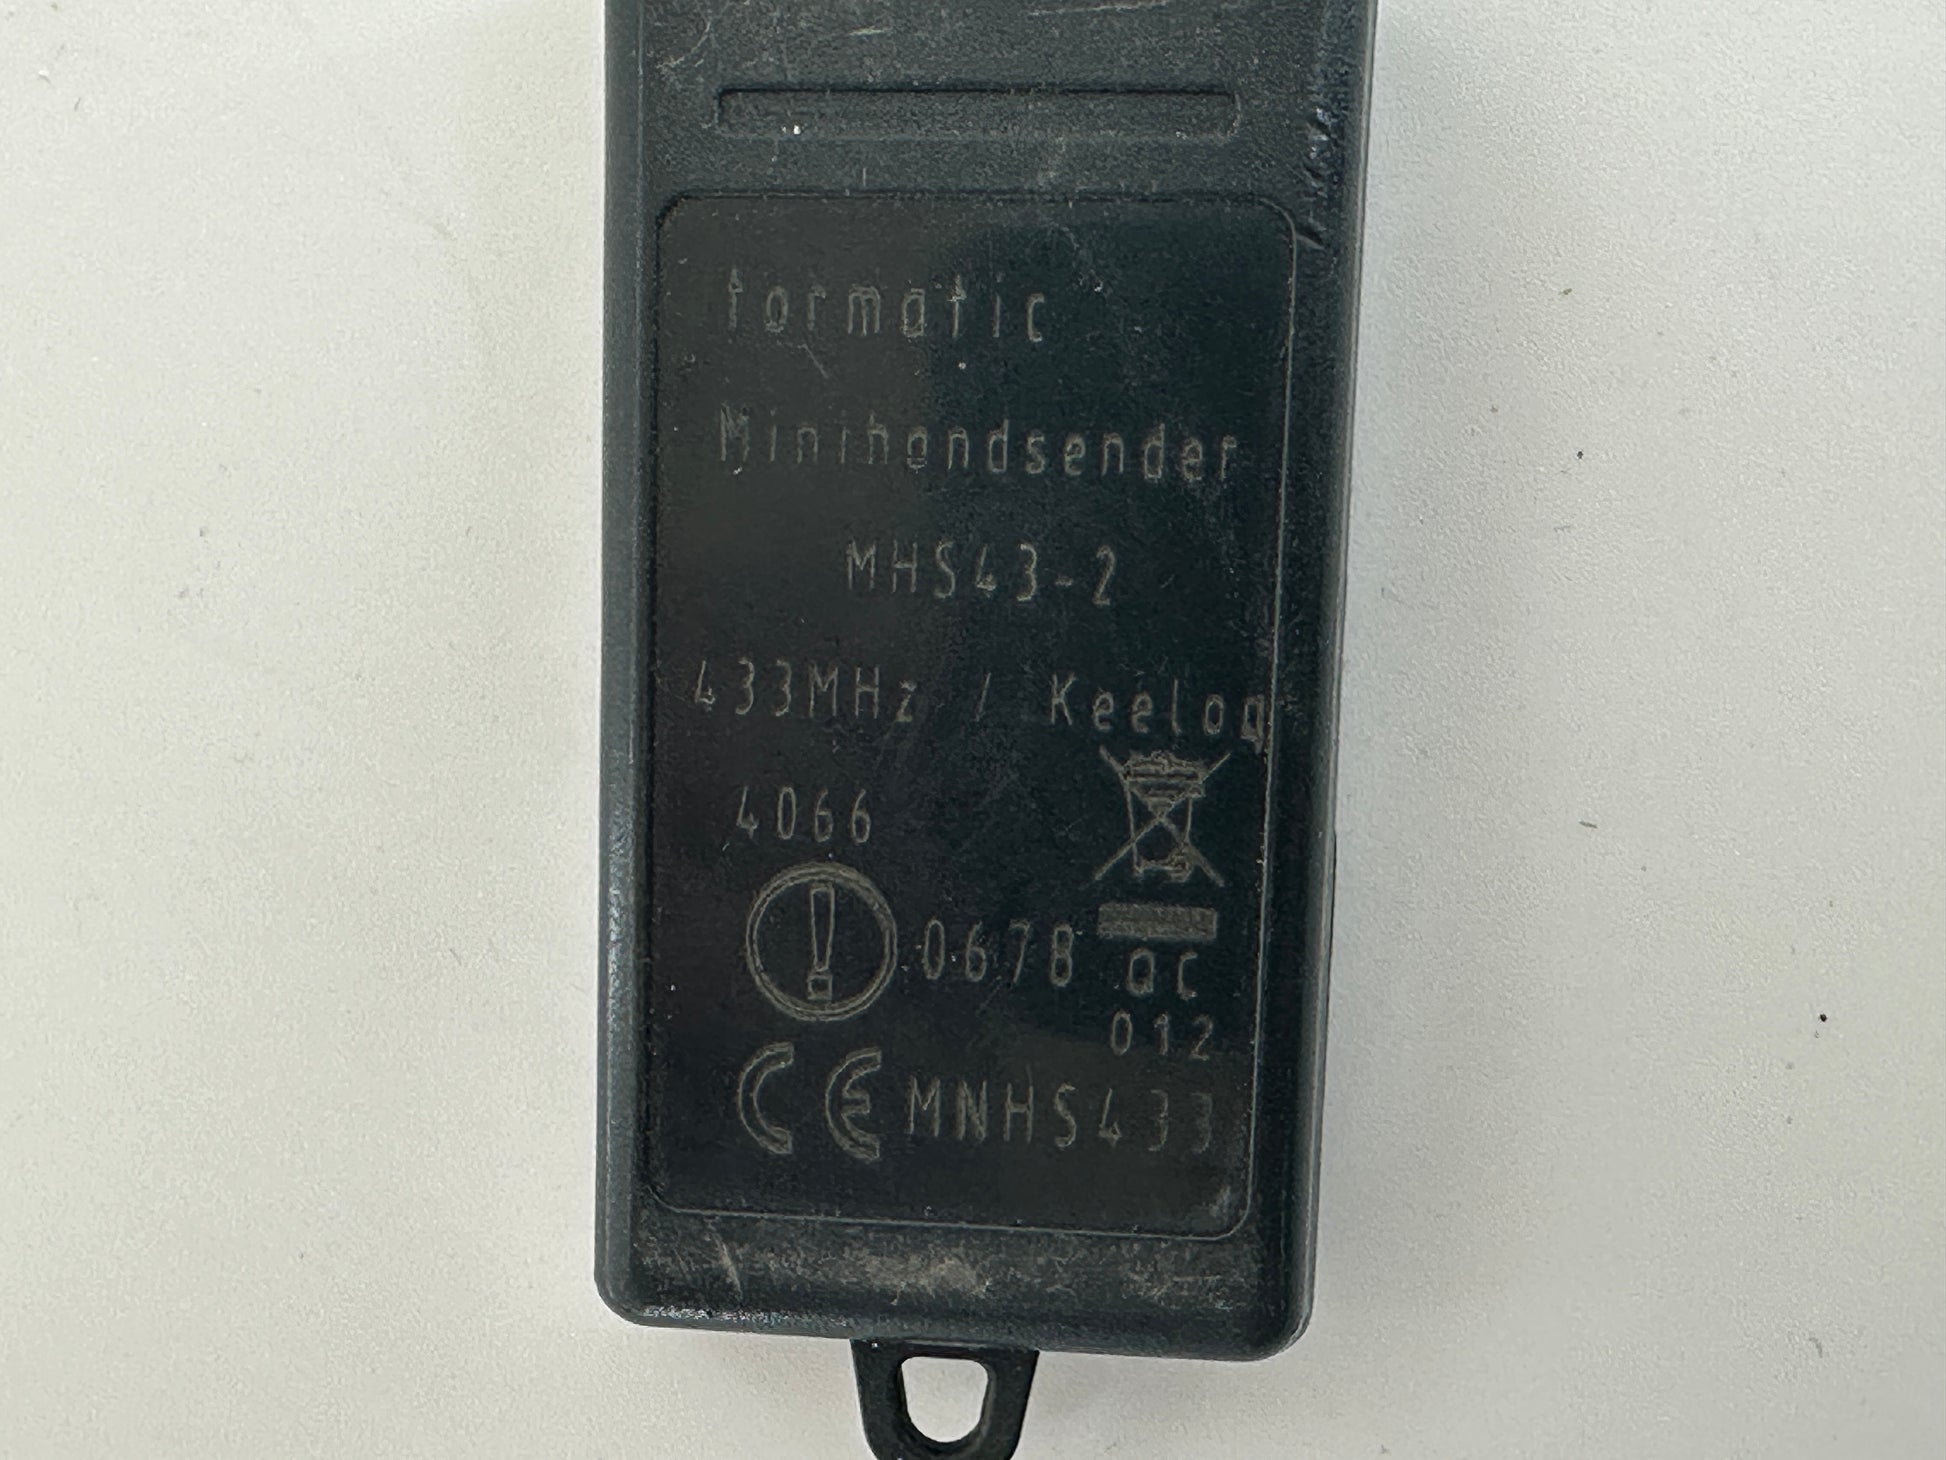 tormatic
Minihandsender
MHS43-2
433MHz / Keeloq
4066
0678
ac
012
CE MNHS433